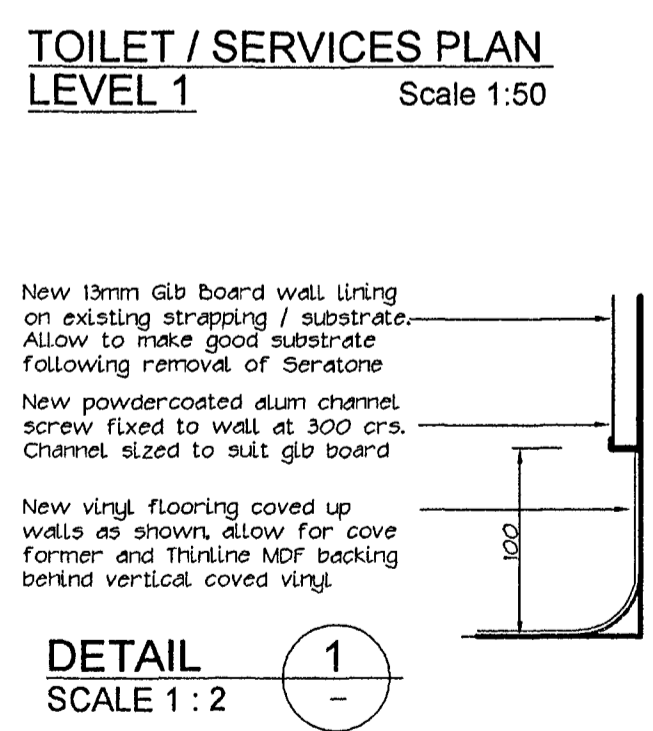 TOILET / SERVICES PLAN
LEVEL 1 Scale 1:50
New 13mm Gib Board wall lining
on existing strapping / substrate.
Allow to make good substrate
following removal of Seratone
New powdercoated alum channel
screw fixed to wall at 300 crs.
Channel sized to suit gib board
New vinyl flooring coved up
walls as shown, allow for cove
former and Thinline MDF backing
behind vertical coved vinyl
100
DETAIL 1
SCALE 1 : 2 –